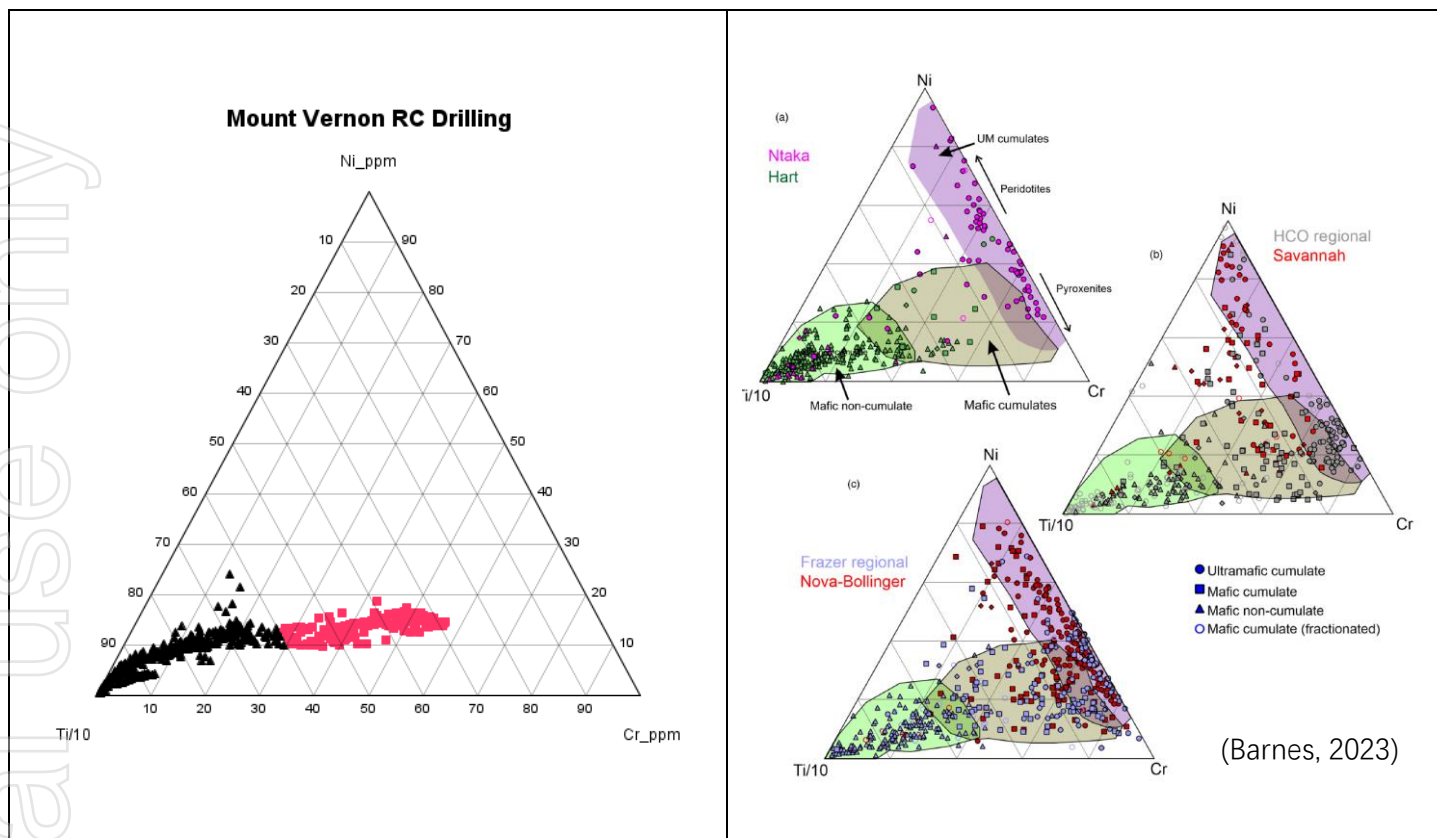 al use only
Mount Vernon RC Drilling
Ni_ppm
10
90
20
80
30
70
40
60
50
50
60
40
70
30
80
20
90
10
10
20
30
40
50
60
70
80
90
Ti/10
Cr_ppm
Ni
(a)
UM cumulates
Ntaka
Hart
Peridotites
Pyroxenites
Ti/10
Cr
Mafic non-cumulate
Mafic cumulates
Ni
HCO regional
Savannah
(b)
Ti/10
Cr
Ni
(c)
Frazer regional
Nova-Bollinger
Ti/10
Cr
Ultramafic cumulate
Mafic cumulate
Mafic non-cumulate
Mafic cumulate (fractionated)
(Barnes, 2023)